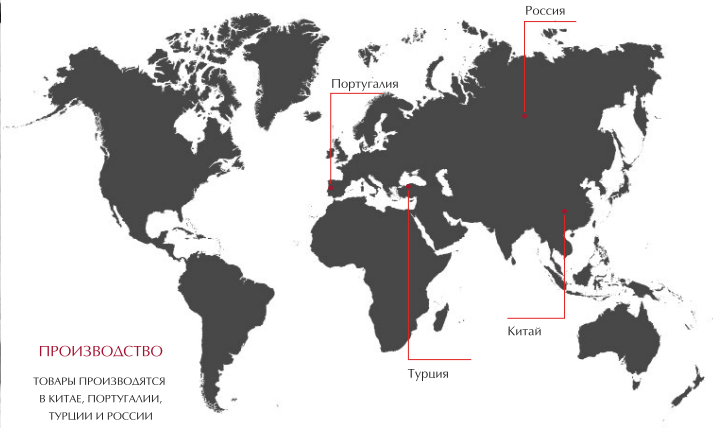 Россия
Португалия
Китай
ПРОИЗВОДСТВО
Турция
ТОВАРЫ ПРОИЗВОДЯТСЯ
В КИТАЕ, ПОРТУГАЛИИ,
ТУРЦИИ И РОССИИ